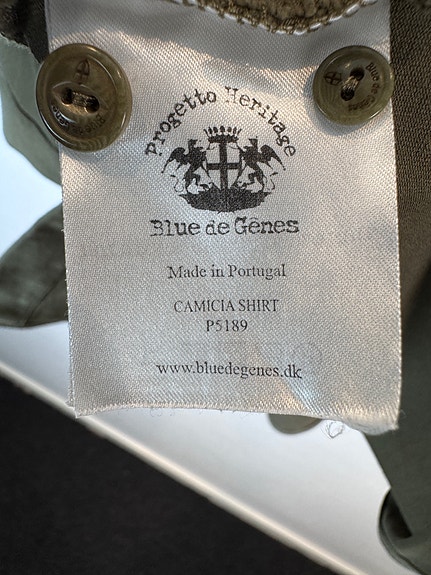 Progetto Heritage
Blue de Gênes
Made in Portugal
CAMICIA SHIRT
P5189
www.bluedegenes.dk